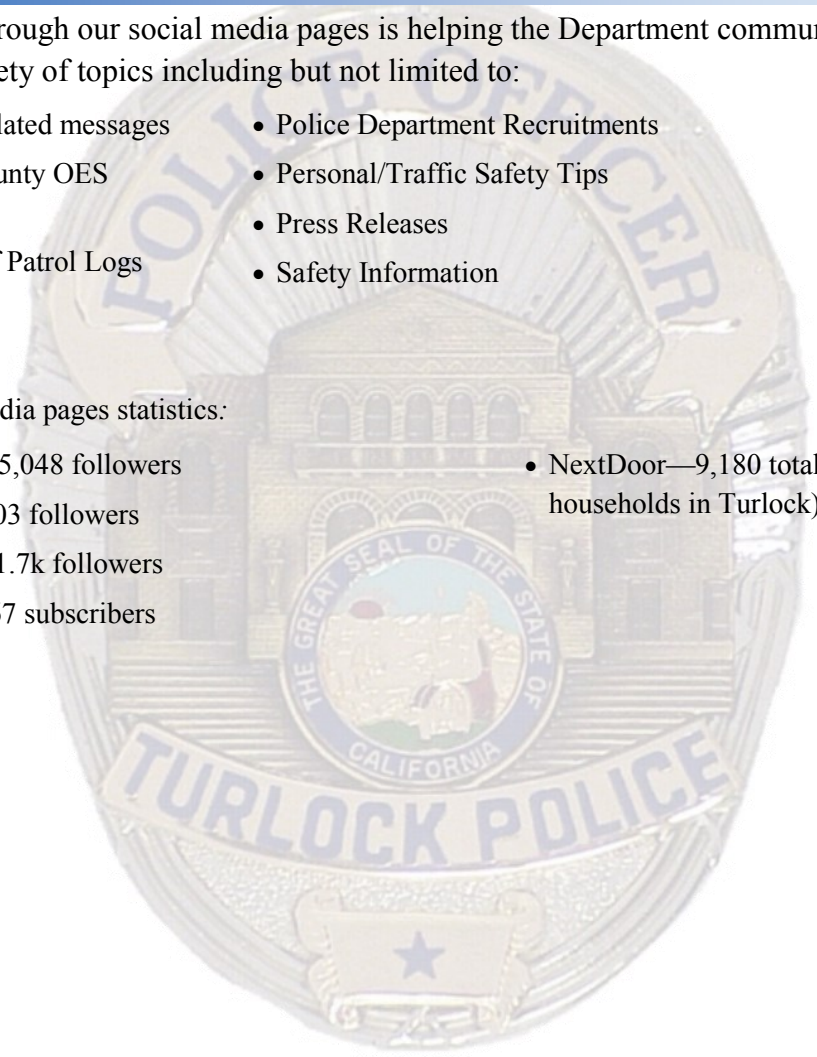 rough our social media pages is helping the Department commun
ety of topics including but not limited to:
lated messages
unty OES
Patrol Logs
• Police Department Recruitments
• Personal/Traffic Safety Tips
• Press Releases
• Safety Information
dia pages statistics:
5,048 followers
03 followers
1.7k followers
57 subscribers
• NextDoor—9,180 total
households in Turlock)
POLICE OFFICER
THE GREAT SEAL OF THE STATE OF
CALIFORNIA
TURLOCK POLICE